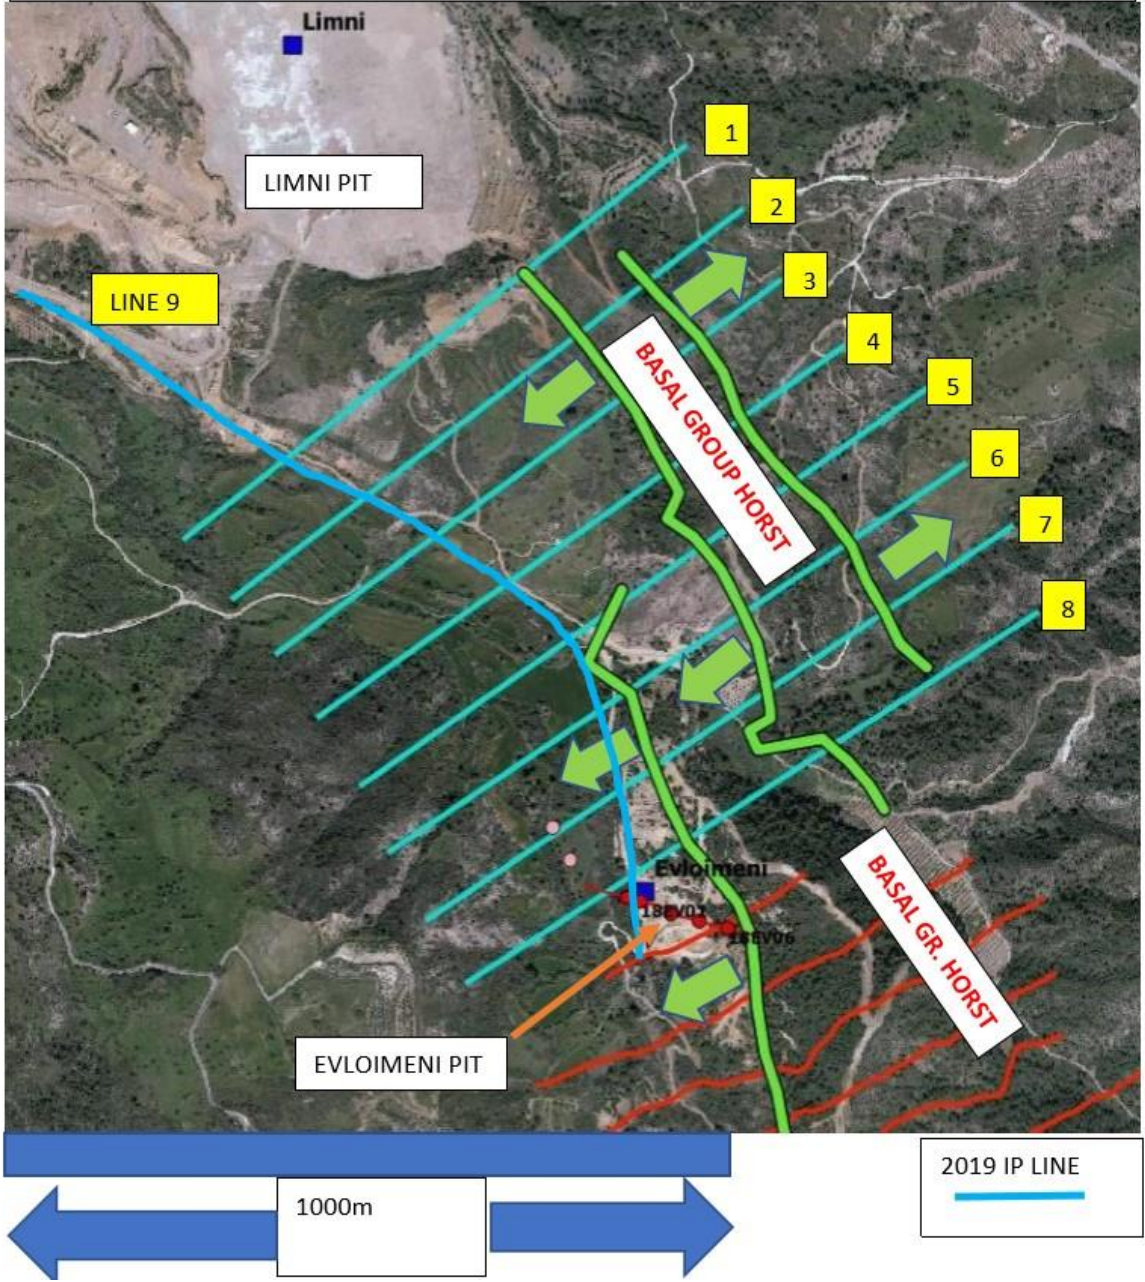 Limni
1
LIMNI PIT
2
3
LINE 9
4
BASAL GROUP HORST
5
6
7
8
Evloimeni
18EV06
BASAL GR. HORST
EVLOIMENI PIT
2019 IP LINE
1000m